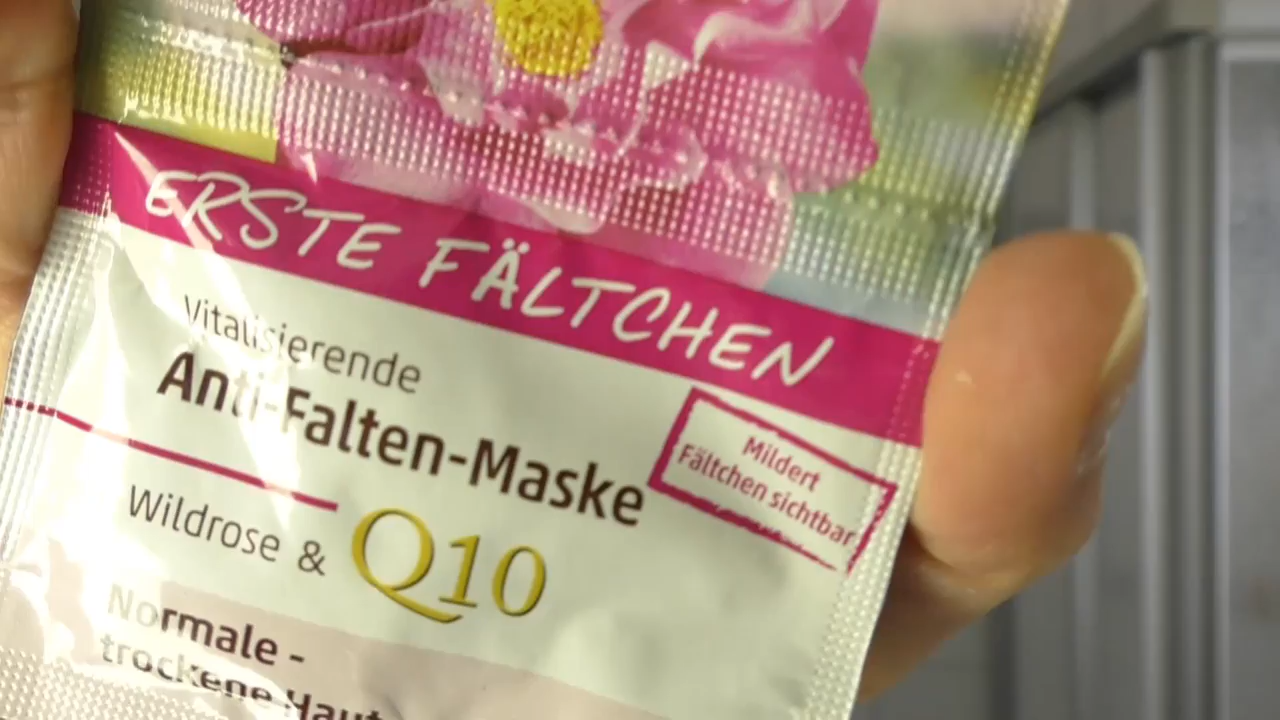 ERSTE FÄLTCHEN
Vitalisierende
Anti-Falten-Maske
Mildert
Fältchen sichtbar
Wildrose & Q10
Normale -
trockene Haut